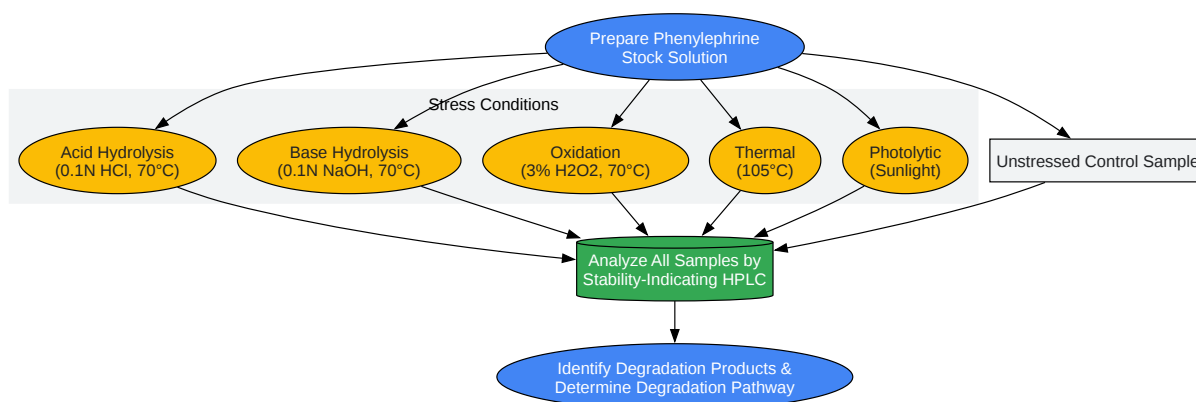 Prepare Phenylephrine
Stock Solution
Stress Conditions
Acid Hydrolysis
(0.1N HCl, 70°C)
Base Hydrolysis
(0.1N NaOH, 70°C)
Oxidation
(3% H2O2, 70°C)
Thermal
(105°C)
Photolytic
(Sunlight)
Unstressed Control Sample
Analyze All Samples by
Stability-Indicating HPLC
Identify Degradation Products &
Determine Degradation Pathway